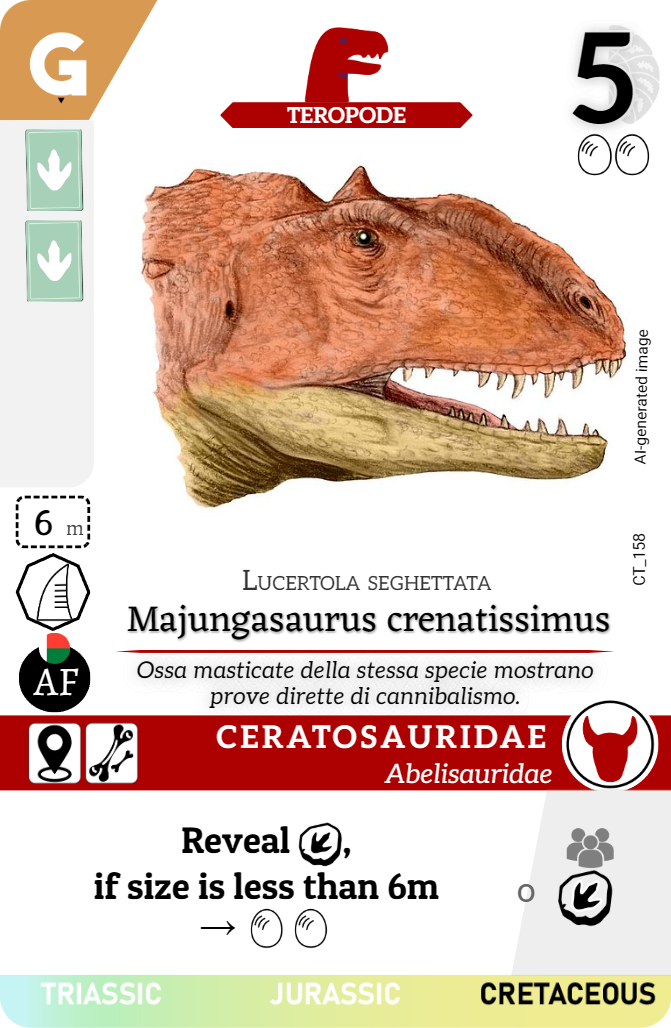 G
TEROPODE
5
AI-generated image
CT_158
6 m
AF
LUCERTOLA SEGHETTATA
Majungasaurus crenatissimus
Ossa masticate della stessa specie mostrano
prove dirette di cannibalismo.
CERATOSAURIDAE
Abelisauridae
Reveal ,
if size is less than 6m
→
o
TRIASSIC JURASSIC CRETACEOUS